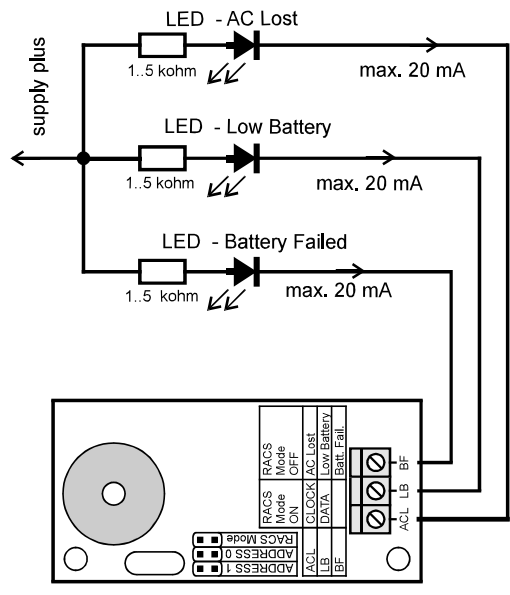 LED - AC Lost
1..5 kohm
max. 20 mA
supply plus
LED - Low Battery
1..5 kohm
max. 20 mA
LED - Battery Failed
1..5 kohm
max. 20 mA
RACS Mode OFF
AC Lost
Low Battery
Batt. Fail.
RACS Mode ON
CLOCK
DATA
ACL
LB
BF
BF
LB
ACL
RACS Mode
ADDRESS 0
ADDRESS 1